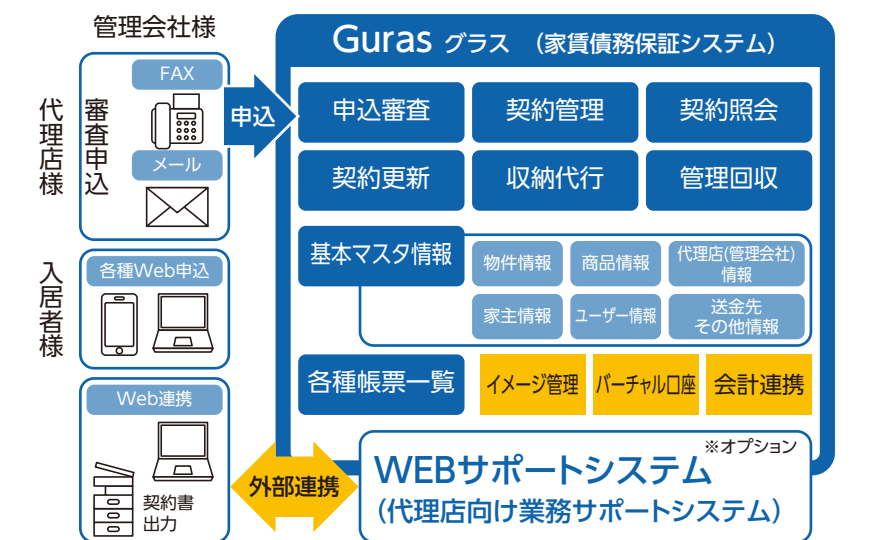 管理会社様
代理店様
審査申込
FAX
メール
申込
入居者様
各種Web申込
Web連携
契約書
出力
外部連携
Guras グラス （家賃債務保証システム）
申込審査
契約管理
契約照会
契約更新
収納代行
管理回収
基本マスタ情報
物件情報
商品情報
代理店(管理会社)
情報
家主情報
ユーザー情報
送金先
その他情報
各種帳票一覧
イメージ管理
バーチャル口座
会計連携
※オプション
WEBサポートシステム
（代理店向け業務サポートシステム）